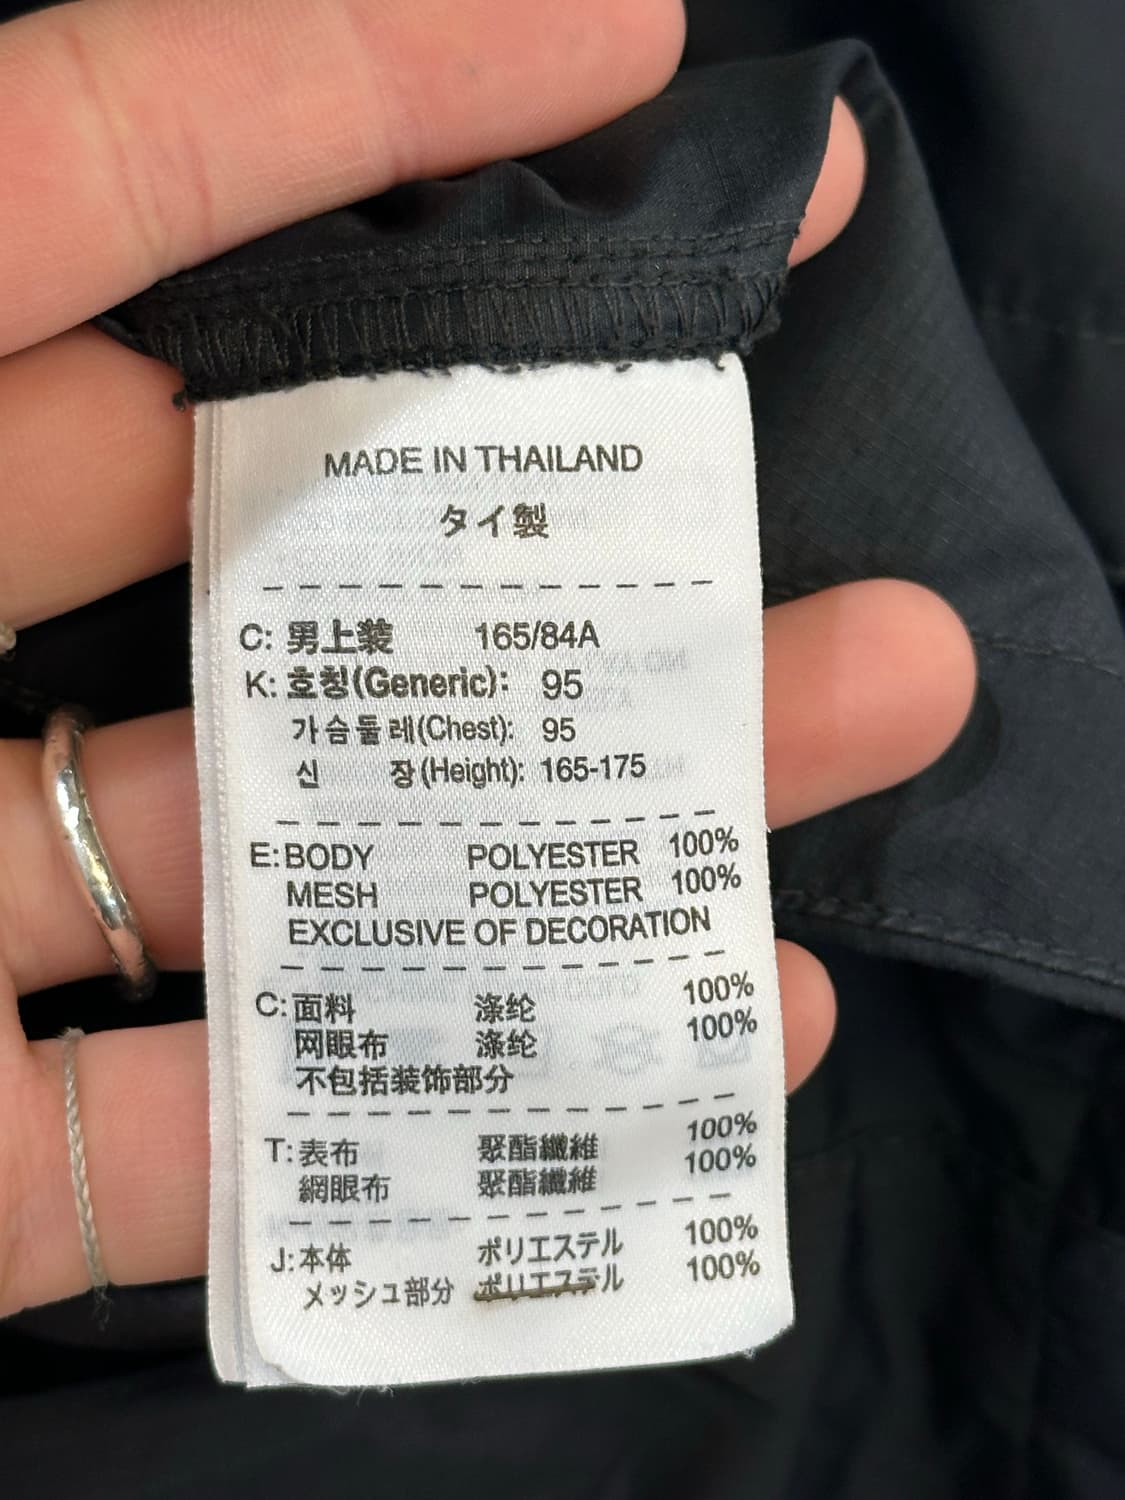 MADE IN THAILAND
タイ製
C: 男上装 165/84A
K: 호칭(Generic): 95
가슴둘레(Chest): 95
신 장(Height): 165-175
E: BODY POLYESTER 100%
MESH POLYESTER 100%
EXCLUSIVE OF DECORATION
C: 面料 涤纶 100%
网眼布 涤纶 100%
不包括装饰部分
T: 表布 聚酯纖維 100%
網眼布 聚酯纖維 100%
J: 本体 ポリエステル 100%
メッシュ部分 ポリエステル 100%